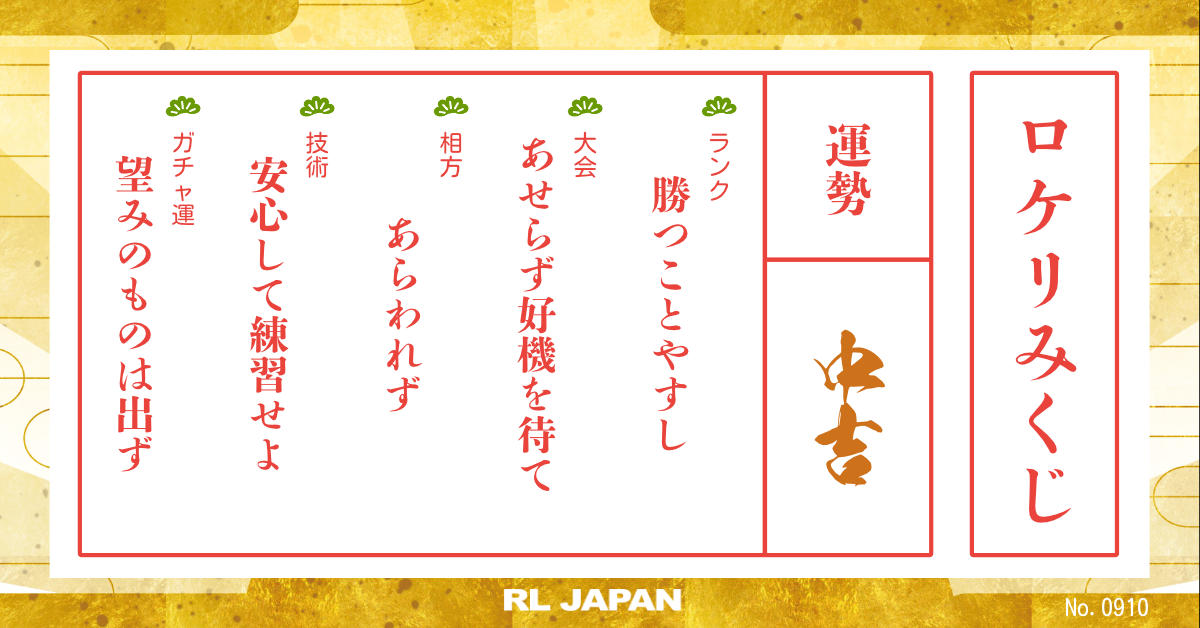 ロケリみくじ
運勢
中吉
ランク
勝つことやすし
大会
あせらず好機を待て
相方
あらわれず
技術
安心して練習せよ
ガチャ運
望みのものは出ず
RL JAPAN
No. 0910